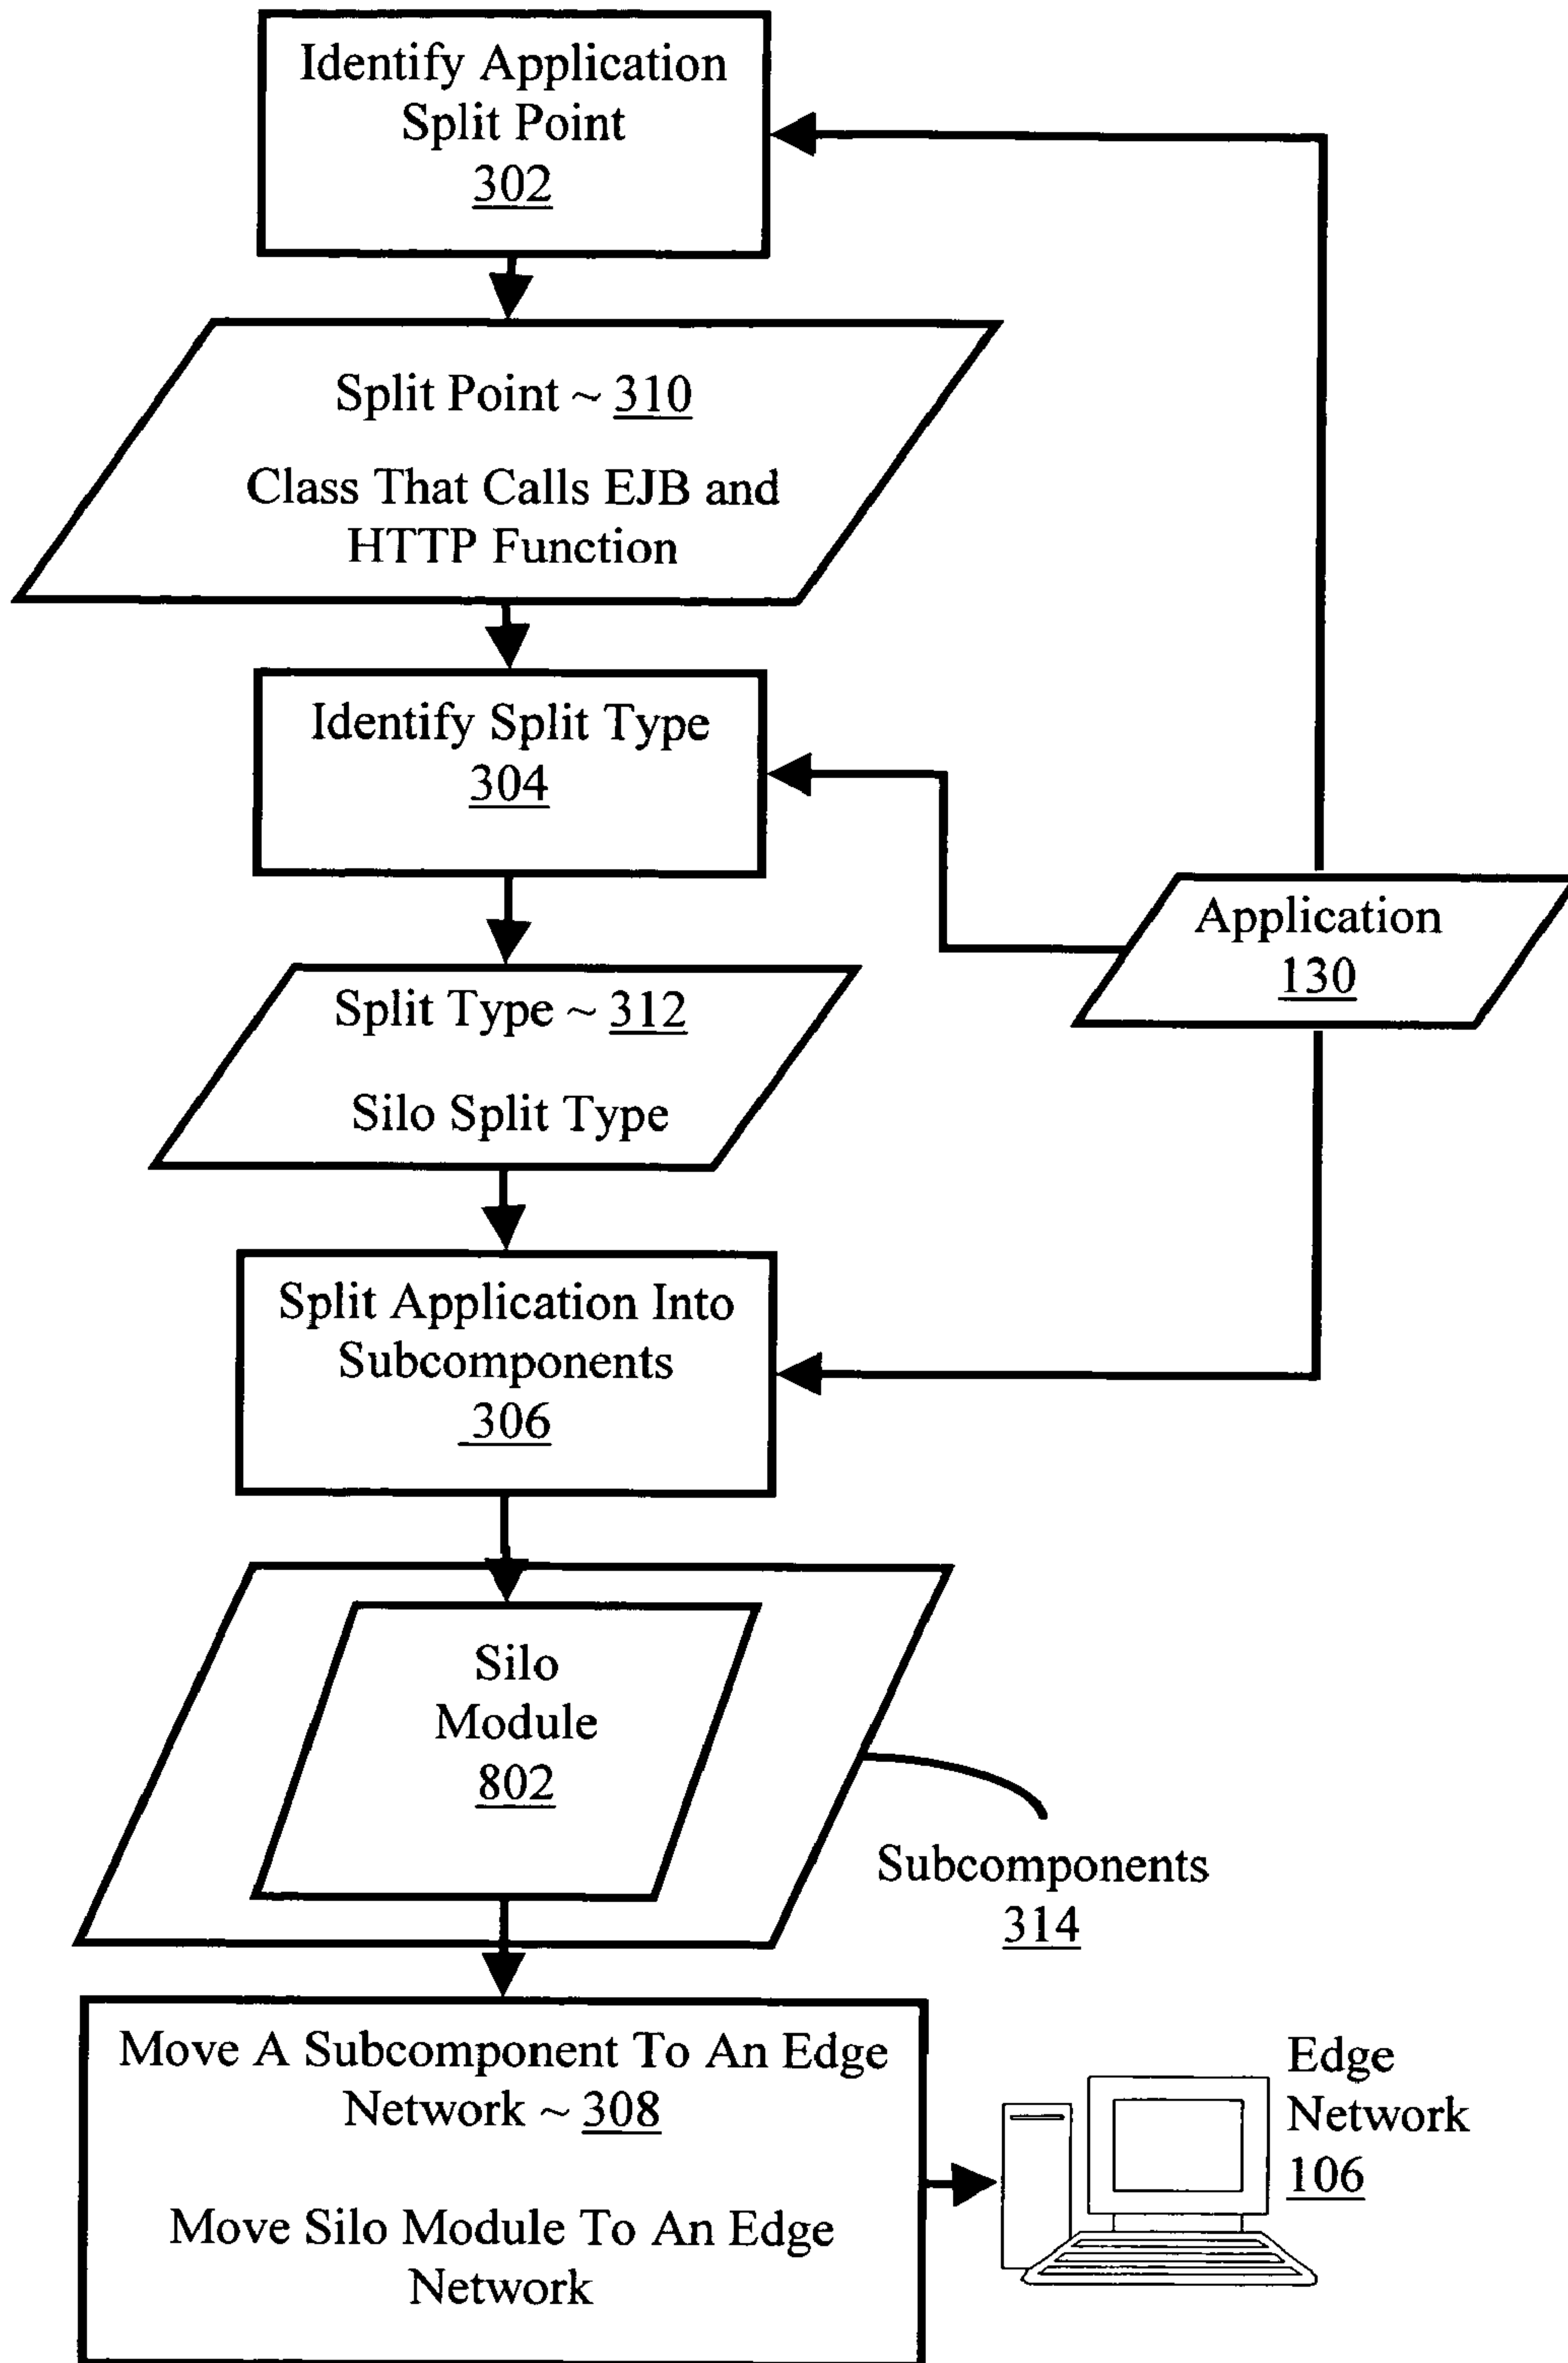 Identify Application
Split Point
302
Split Point ~ 310
Class That Calls EJB and
HTTP Function
Identify Split Type
304
Application
130
Split Type ~ 312
Silo Split Type
Split Application Into
Subcomponents
306
Silo
Module
802
Subcomponents
314
Move A Subcomponent To An Edge
Network ~ 308
Move Silo Module To An Edge
Network
Edge
Network
106